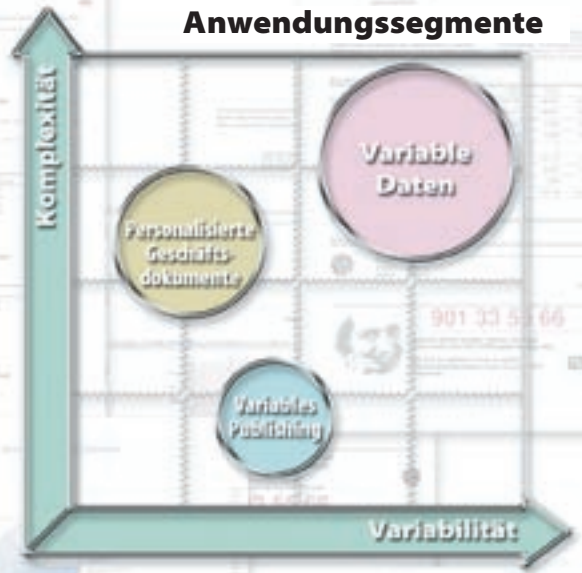 Anwendungssegmente
Komplexität
Variable
Daten
Personalisierte
Geschäfts-
dokumente
901 33 55 66
Variables
Publishing
Variabilität